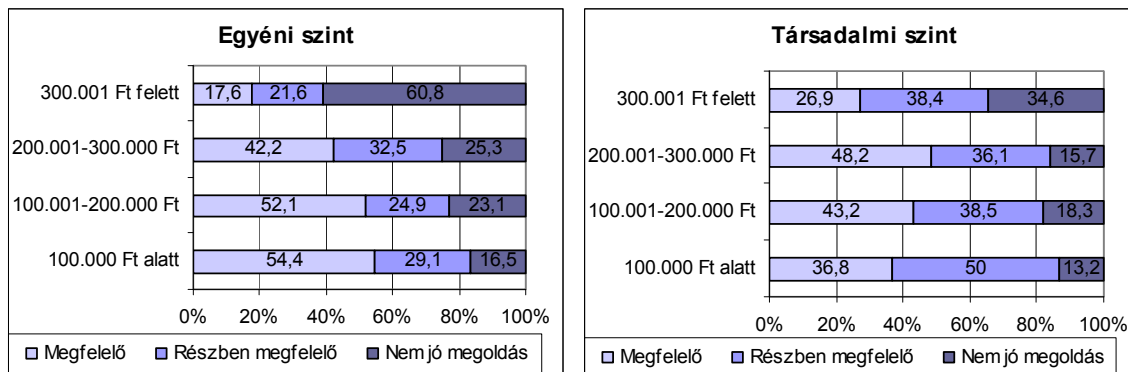 Egyéni szint
300.001 Ft felett
17,6
21,6
60,8
200.001-300.000 Ft
42,2
32,5
25,3
100.001-200.000 Ft
52,1
24,9
23,1
100.000 Ft alatt
54,4
29,1
16,5
0% 20% 40% 60% 80% 100%
Megfelelő Részben megfelelő Nem jó megoldás
Társadalmi szint
300.001 Ft felett
26,9
38,4
34,6
200.001-300.000 Ft
48,2
36,1
15,7
100.001-200.000 Ft
43,2
38,5
18,3
100.000 Ft alatt
36,8
50
13,2
0% 20% 40% 60% 80% 100%
Megfelelő Részben megfelelő Nem jó megoldás